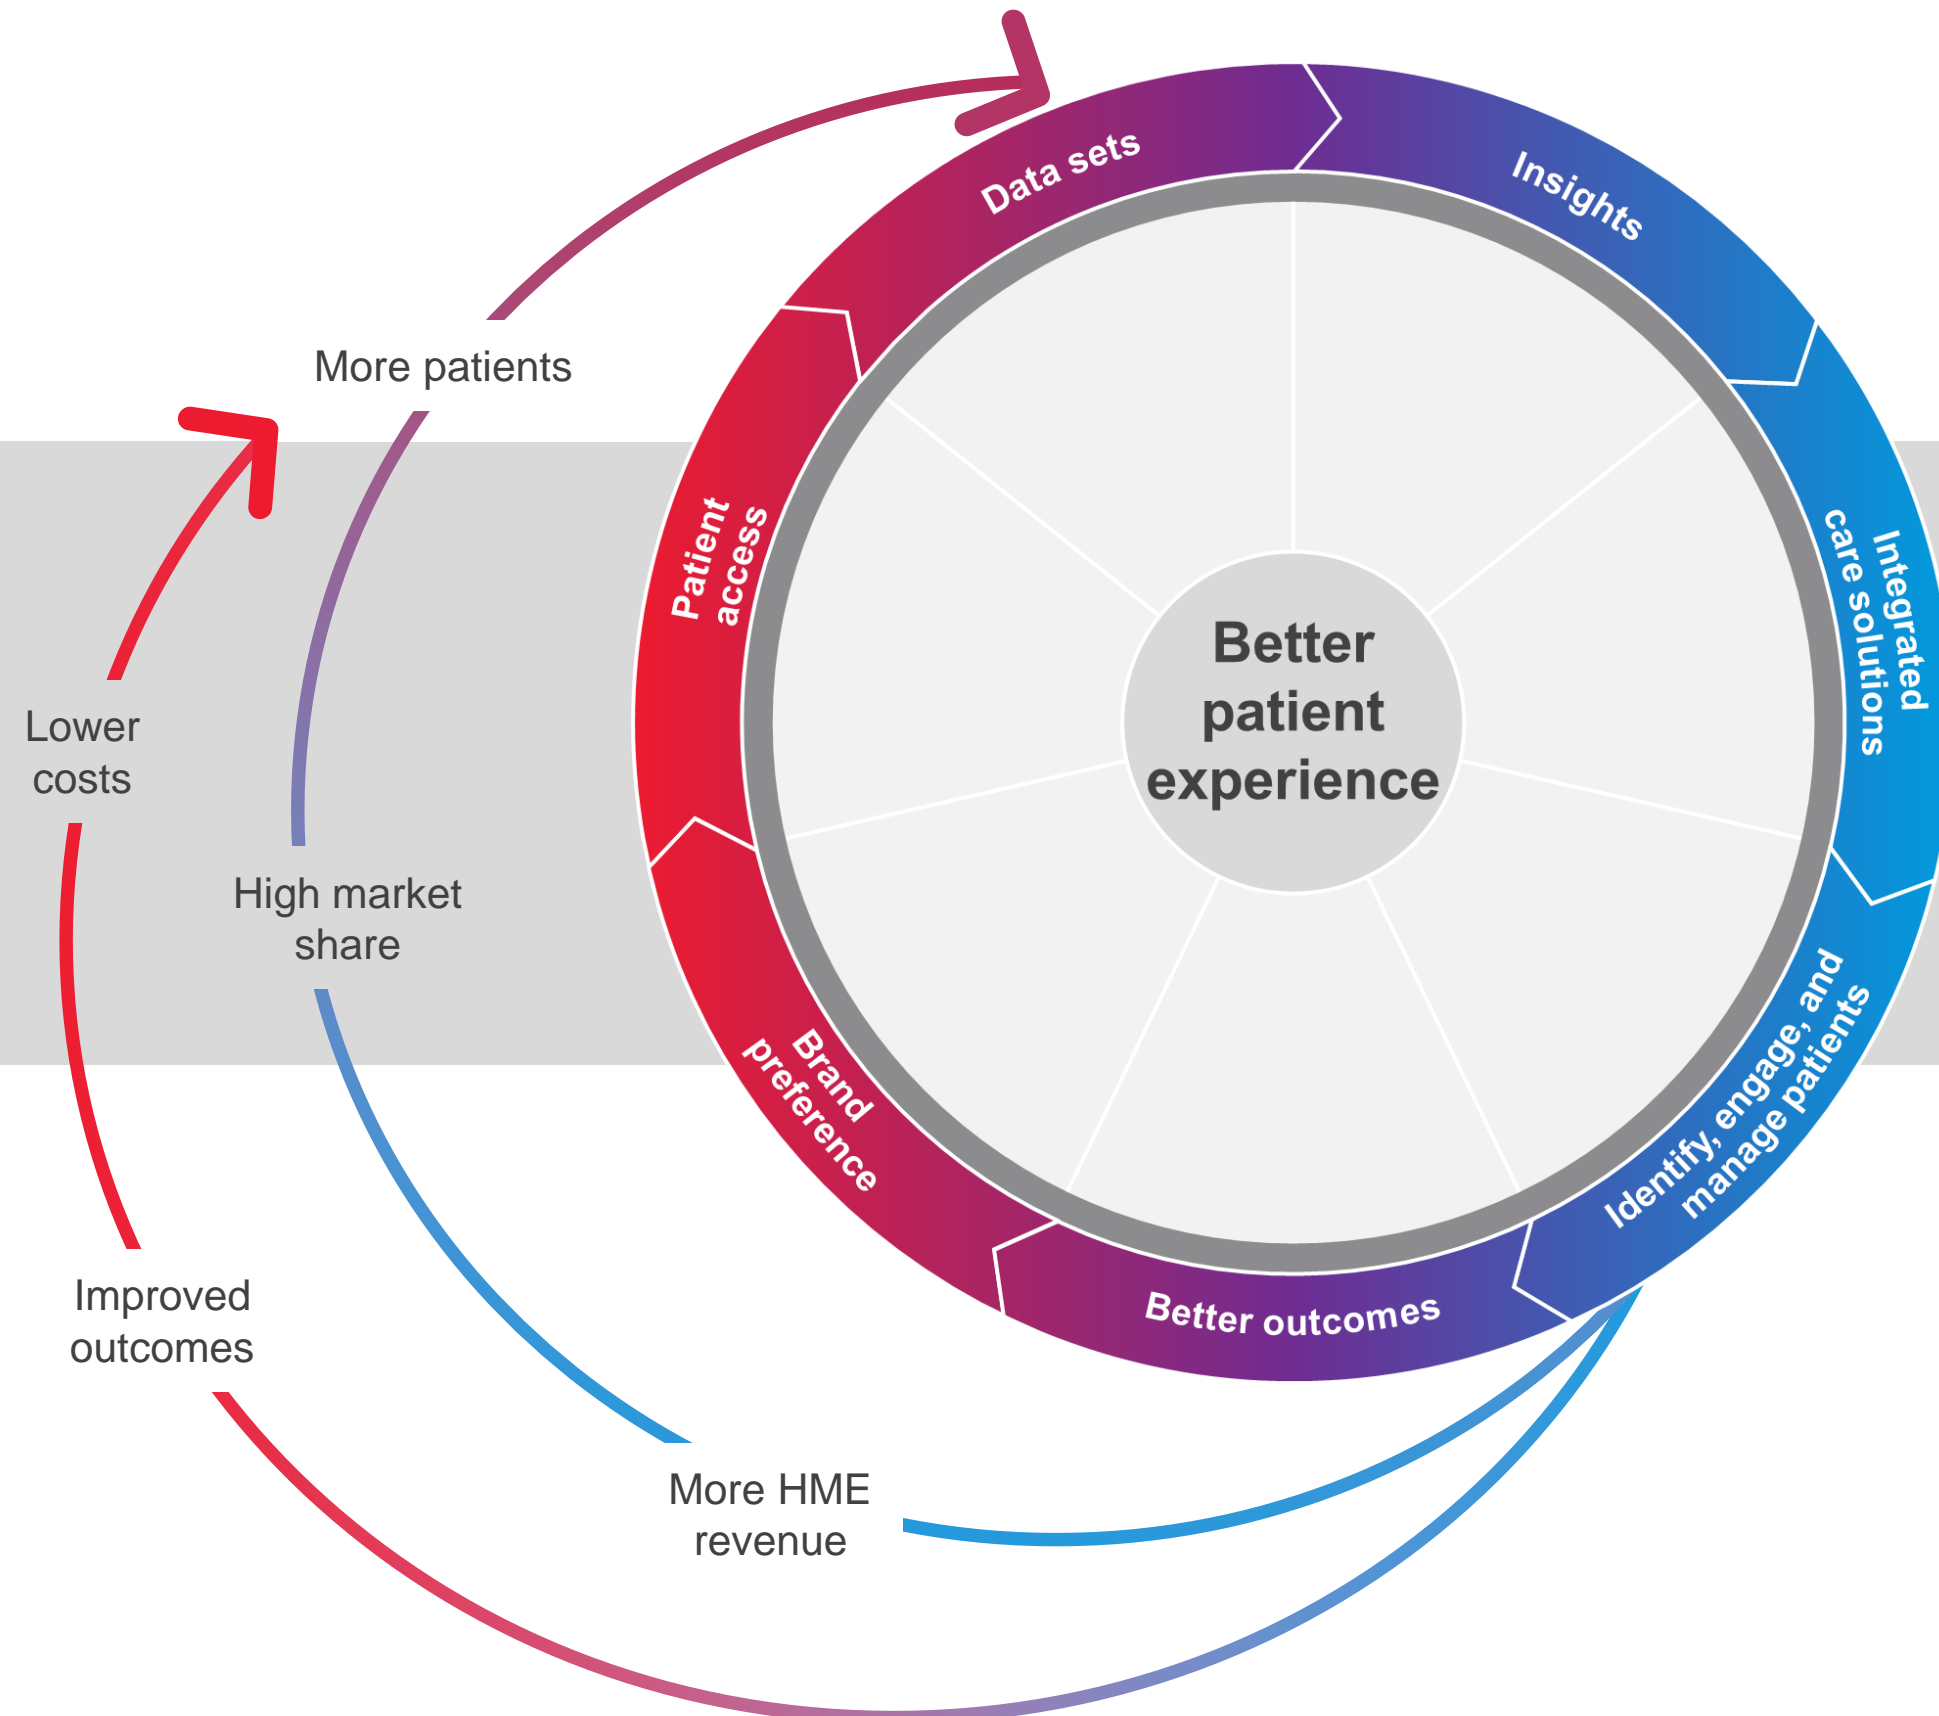 Data sets
Insights
Integrated
care solutions
Identify, engage, and
manage patients
Better outcomes
Brand
preference
Patient
access
Better
patient
experience
More patients
High market
share
More HME
revenue
Lower
costs
Improved
outcomes